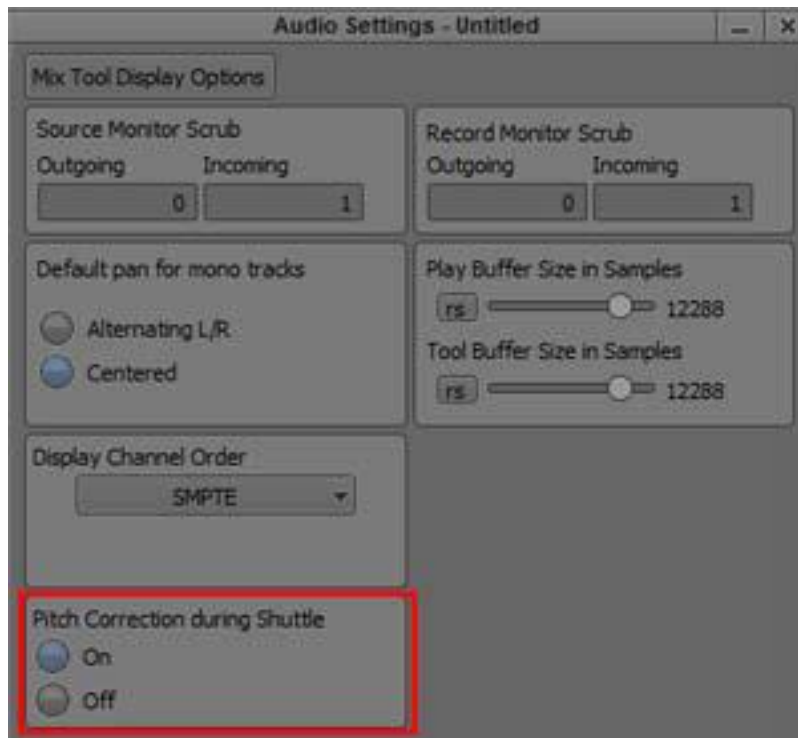 Audio Settings - Untitled
Mix Tool Display Options
Source Monitor Scrub
Outgoing Incoming
0 1
Record Monitor Scrub
Outgoing Incoming
0 1
Default pan for mono tracks
Alternating L/R
Centered
Play Buffer Size in Samples
rs 12288
Tool Buffer Size in Samples
rs 12288
Display Channel Order
SMPTE
Pitch Correction during Shuttle
On
Off